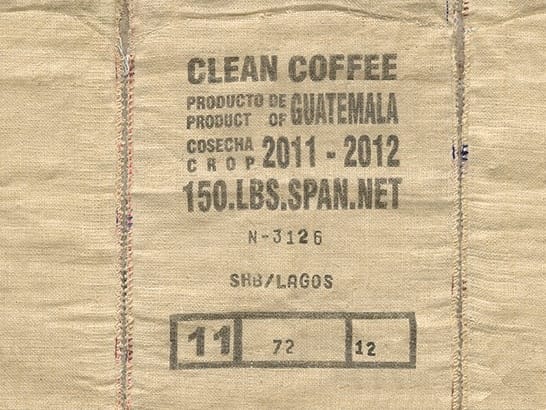 CLEAN COFFEE
PRODUCTO DE
PRODUCT OF GUATEMALA
COSECHA
CROP 2011 - 2012
150.LBS.SPAN.NET
N-3126
SHB/LAGOS
11 72 12